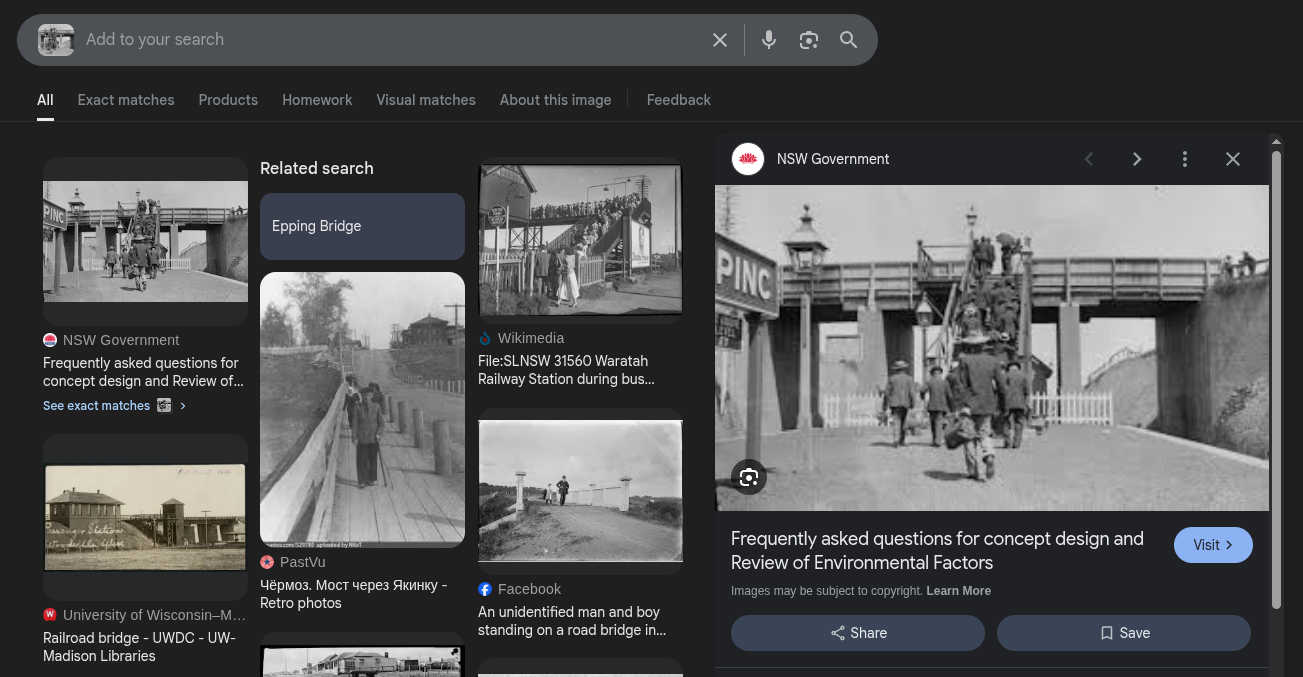 Add to your search
All
Exact matches
Products
Homework
Visual matches
About this image
Feedback
NSW Government
Frequently asked questions for
concept design and Review of...
See exact matches
University of Wisconsin–M...
Railroad bridge - UWDC - UW-
Madison Libraries
Related search
Epping Bridge
PastVu
Чёрмоз. Мост через Якинку -
Retro photos
Wikimedia
File:SLNSW 31560 Waratah
Railway Station during bus...
Facebook
An unidentified man and boy
standing on a road bridge in...
NSW Government
PINC
Frequently asked questions for concept design and
Review of Environmental Factors
Visit
Images may be subject to copyright. Learn More
Share
Save